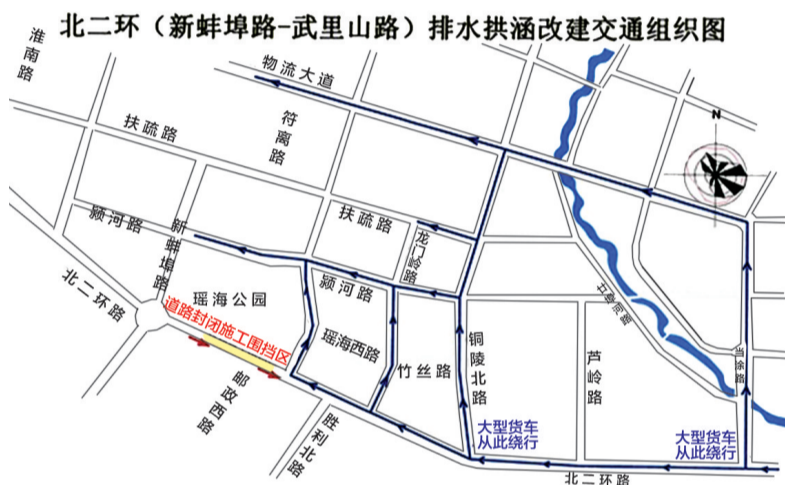 北二环（新蚌埠路-武里山路）排水拱涵改建交通组织图
淮南路
物流大道
符离路
N
扶疏路
扶疏路
龙门岭路
颍河路
新蚌埠路
北二环路
瑶海公园
颍河路
道路封闭施工围挡区
瑶海西路
竹丝路
铜陵北路
芦岭路
当涂路
邮政西路
胜利北路
大型货车
从此绕行
大型货车
从此绕行
北二环路